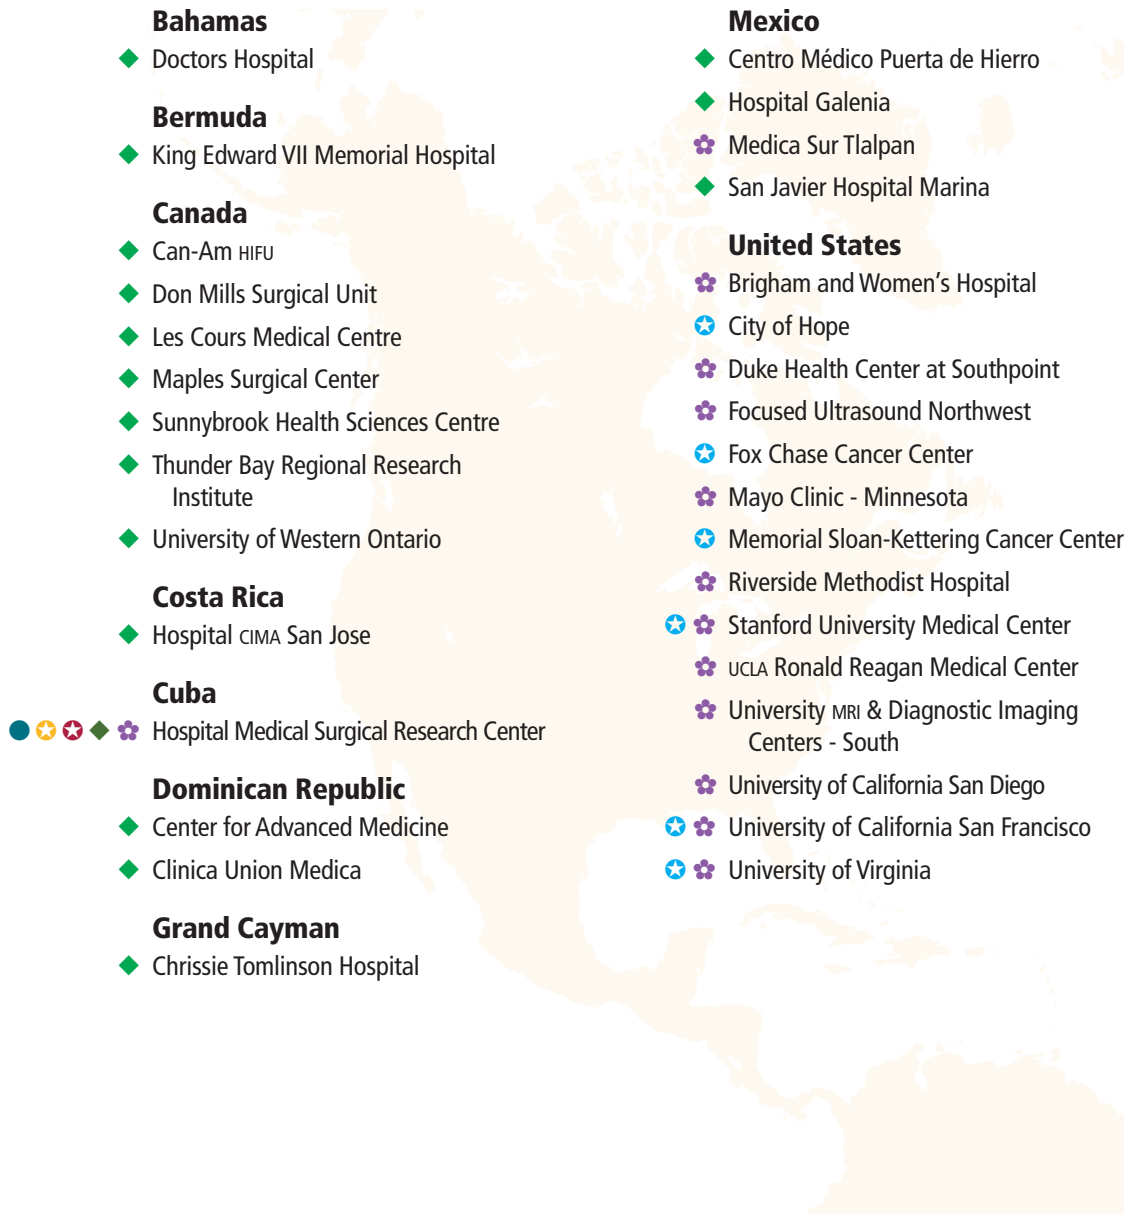 Bahamas
Doctors Hospital
Bermuda
King Edward VII Memorial Hospital
Canada
Can-Am HIFU
Don Mills Surgical Unit
Les Cours Medical Centre
Maples Surgical Center
Sunnybrook Health Sciences Centre
Thunder Bay Regional Research
Institute
University of Western Ontario
Costa Rica
Hospital CIMA San Jose
Cuba
Hospital Medical Surgical Research Center
Dominican Republic
Center for Advanced Medicine
Clinica Union Medica
Grand Cayman
Chrissie Tomlinson Hospital
Mexico
Centro Médico Puerta de Hierro
Hospital Galenia
Medica Sur Tlalpan
San Javier Hospital Marina
United States
Brigham and Women's Hospital
City of Hope
Duke Health Center at Southpoint
Focused Ultrasound Northwest
Fox Chase Cancer Center
Mayo Clinic - Minnesota
Memorial Sloan-Kettering Cancer Center
Riverside Methodist Hospital
Stanford University Medical Center
UCLA Ronald Reagan Medical Center
University MRI & Diagnostic Imaging
Centers - South
University of California San Diego
University of California San Francisco
University of Virginia